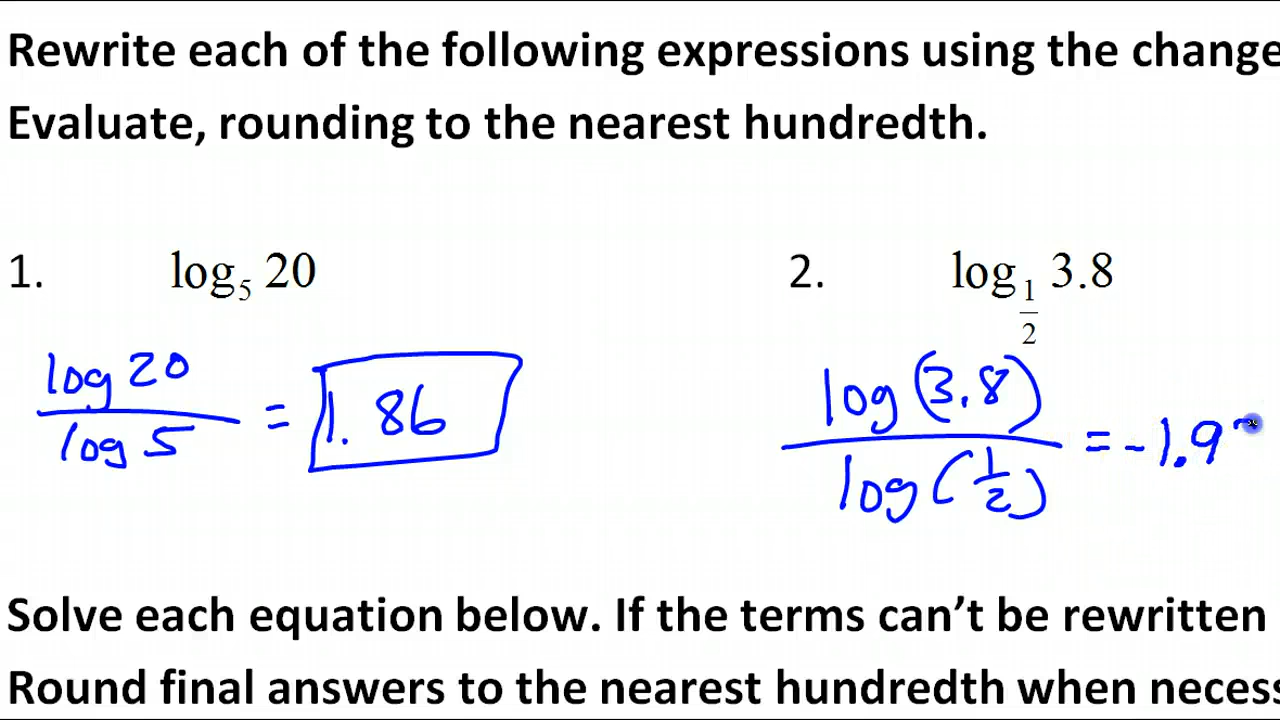 Rewrite each of the following expressions using the change
Evaluate, rounding to the nearest hundredth.
1. log₅ 20
2. log_{1/2} 3.8
log 20
log 5
= 1.86
log (3.8)
log (1/2)
= -1.9
Solve each equation below. If the terms can't be rewritten
Round final answers to the nearest hundredth when